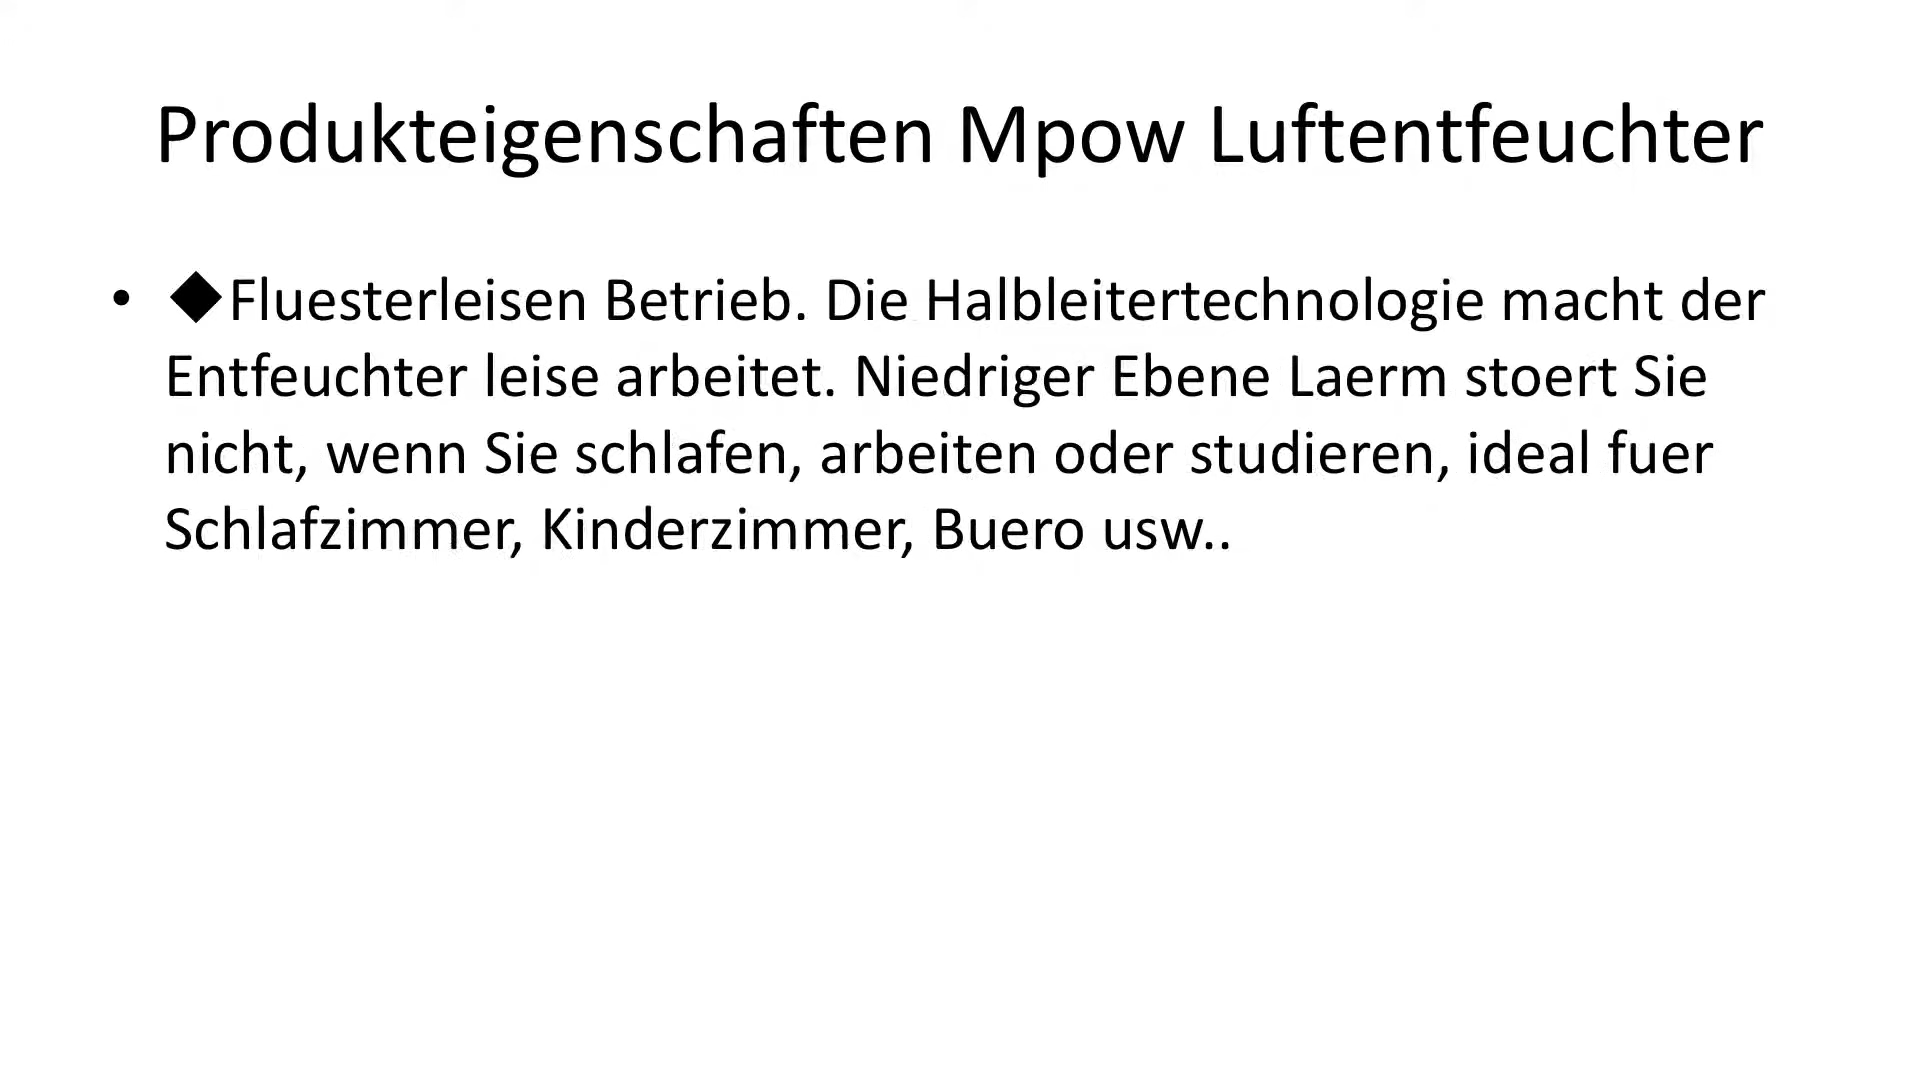 Produkteigenschaften Mpow Luftentfeuchter
• ◆Fluesterleisen Betrieb. Die Halbleitertechnologie macht der
Entfeuchter leise arbeitet. Niedriger Ebene Laerm stoert Sie
nicht, wenn Sie schlafen, arbeiten oder studieren, ideal fuer
Schlafzimmer, Kinderzimmer, Buero usw..